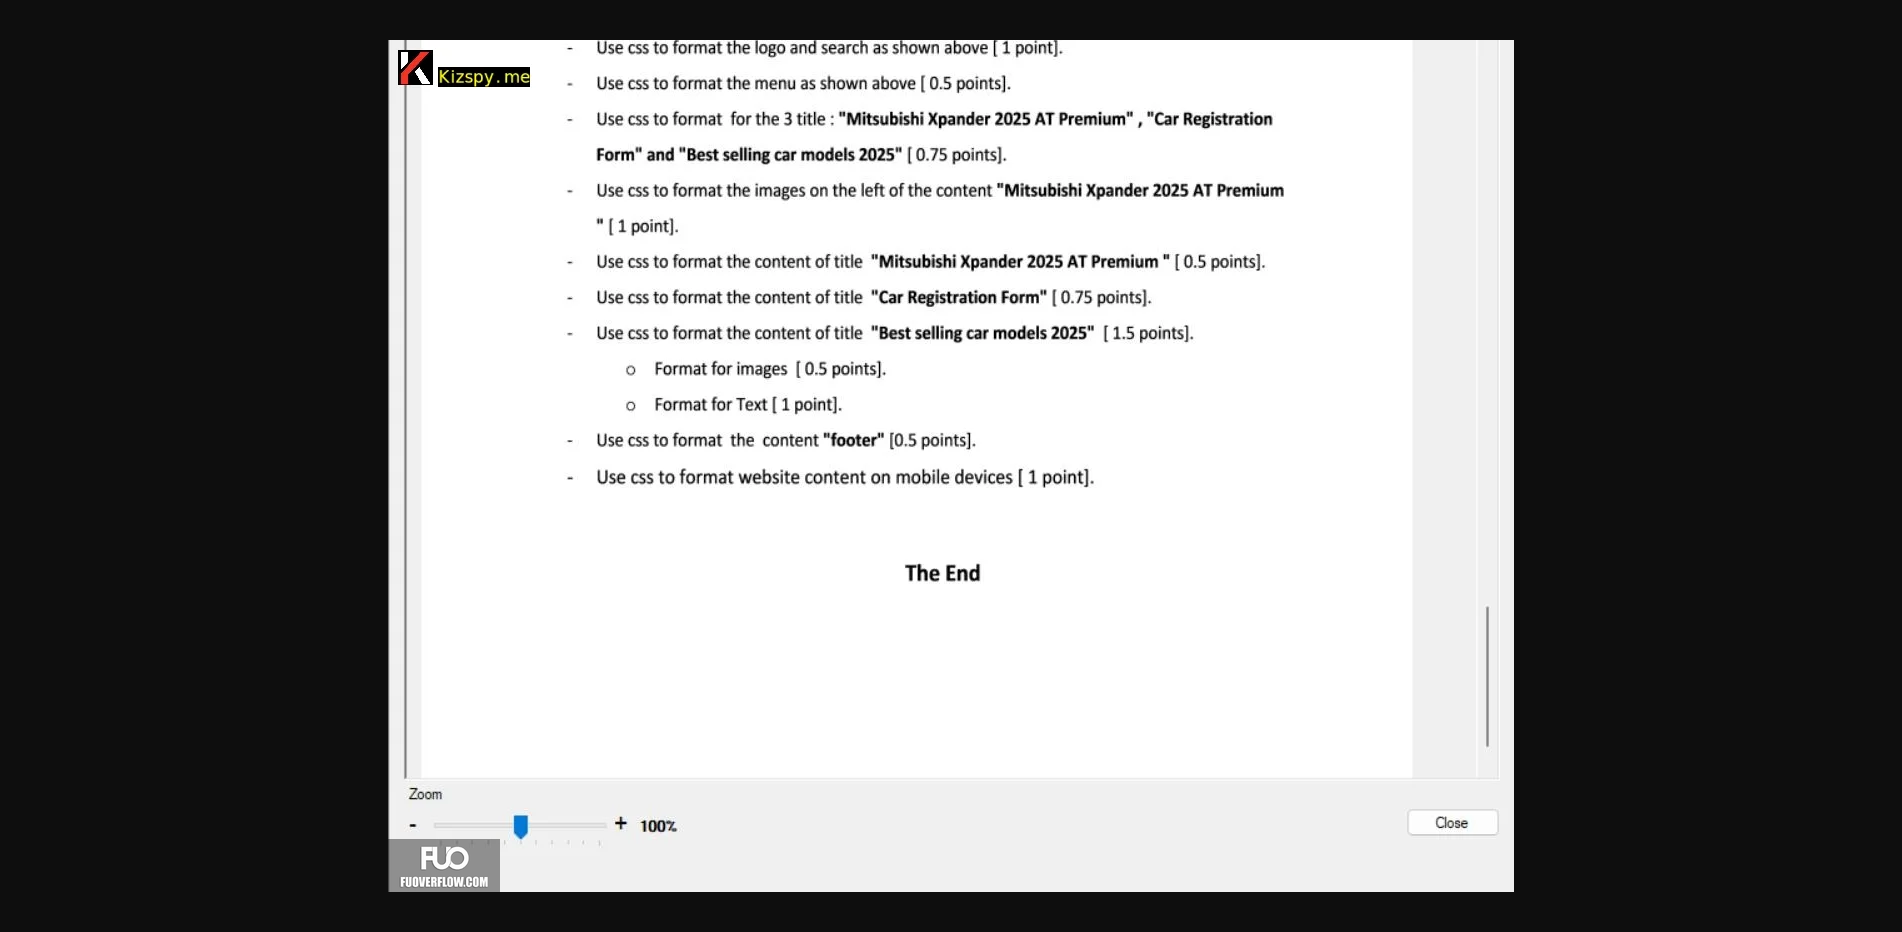 - Use css to format the logo and search as shown above [ 1 point].
Kizspy.me
- Use css to format the menu as shown above [ 0.5 points].
- Use css to format for the 3 title : "Mitsubishi Xpander 2025 AT Premium" , "Car Registration
Form" and "Best selling car models 2025" [ 0.75 points].
- Use css to format the images on the left of the content "Mitsubishi Xpander 2025 AT Premium
" [ 1 point].
- Use css to format the content of title "Mitsubishi Xpander 2025 AT Premium " [ 0.5 points].
- Use css to format the content of title "Car Registration Form" [ 0.75 points].
- Use css to format the content of title "Best selling car models 2025" [ 1.5 points].
o Format for images [ 0.5 points].
o Format for Text [ 1 point].
- Use css to format the content "footer" [0.5 points].
- Use css to format website content on mobile devices [ 1 point].
The End
Zoom
- + 100%
Close
FUO
FUOVERFLOW.COM